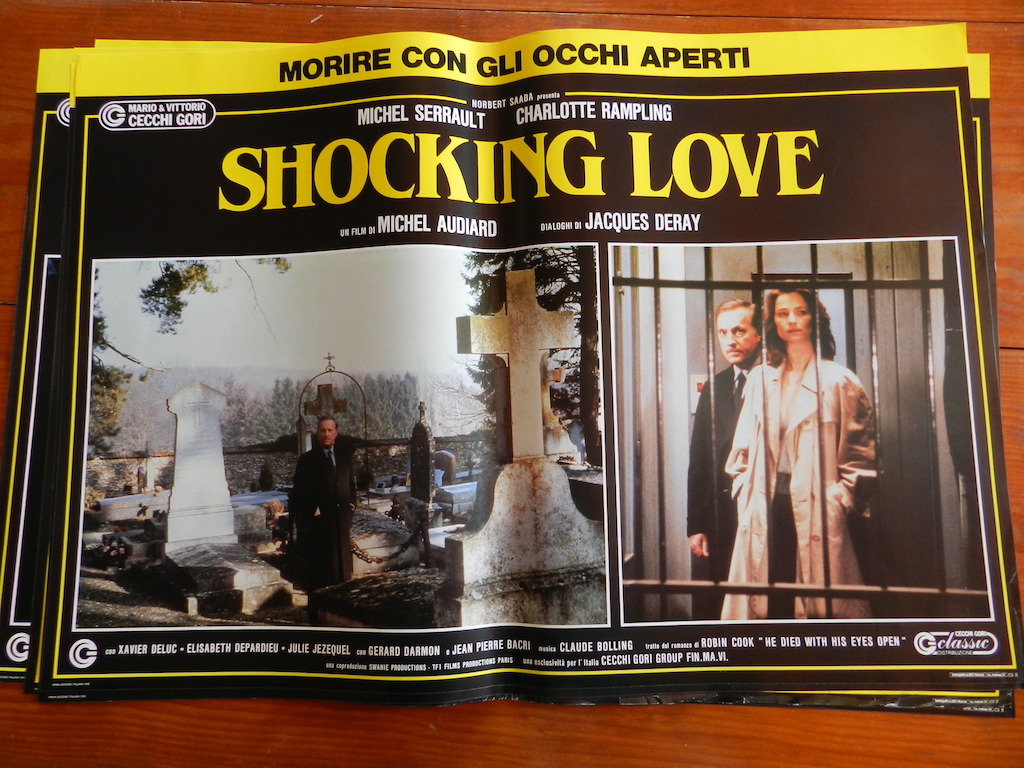 MORIRE CON GLI OCCHI APERTI
MARIO & VITTORIO
CECCHI GORI
NORBERT SAADA presenta
MICHEL SERRAULT CHARLOTTE RAMPLING
SHOCKING LOVE
UN FILM DI MICHEL AUDIARD DIALOGHI DI JACQUES DERAY
con XAVIER DELUC - ELISABETH DEPARDIEU - JULIE JEZEQUEL con GERARD DARMON e JEAN PIERRE BACRI musica CLAUDE BOLLING tratto dal romanzo di ROBIN COOK "HE DIED WITH HIS EYES OPEN"
una coproduzione SWANIE PRODUCTIONS - TF1 FILMS PRODUCTIONS PARIS una esclusività per l'Italia CECCHI GORI GROUP FIN.MA.VI.
CECCHI GORI
classic
DISTRIBUZIONE